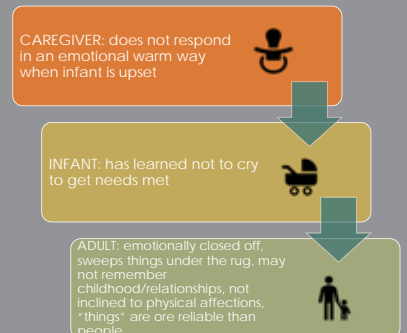 CAREGIVER: does not respond
in an emotional warm way
when infant is upset
INFANT: has learned not to cry
to get needs met
ADULT: emotionally closed off,
sweeps things under the rug, may
not remember
childhood/relationships, not
inclined to physical affections,
"things" are ore reliable than
people